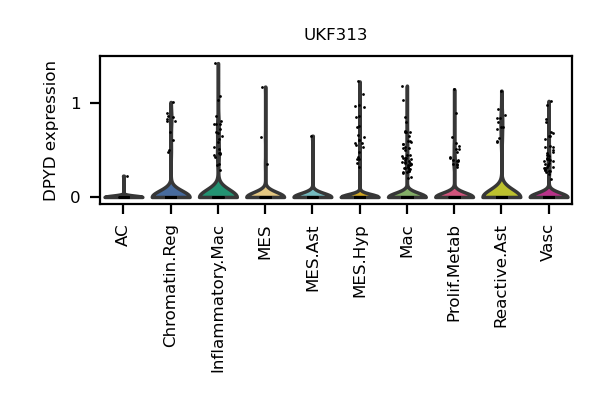 UKF313
DPYD expression
1
0
AC
Chromatin.Reg
Inflammatory.Mac
MES
MES.Ast
MES.Hyp
Mac
Prolif.Metab
Reactive.Ast
Vasc